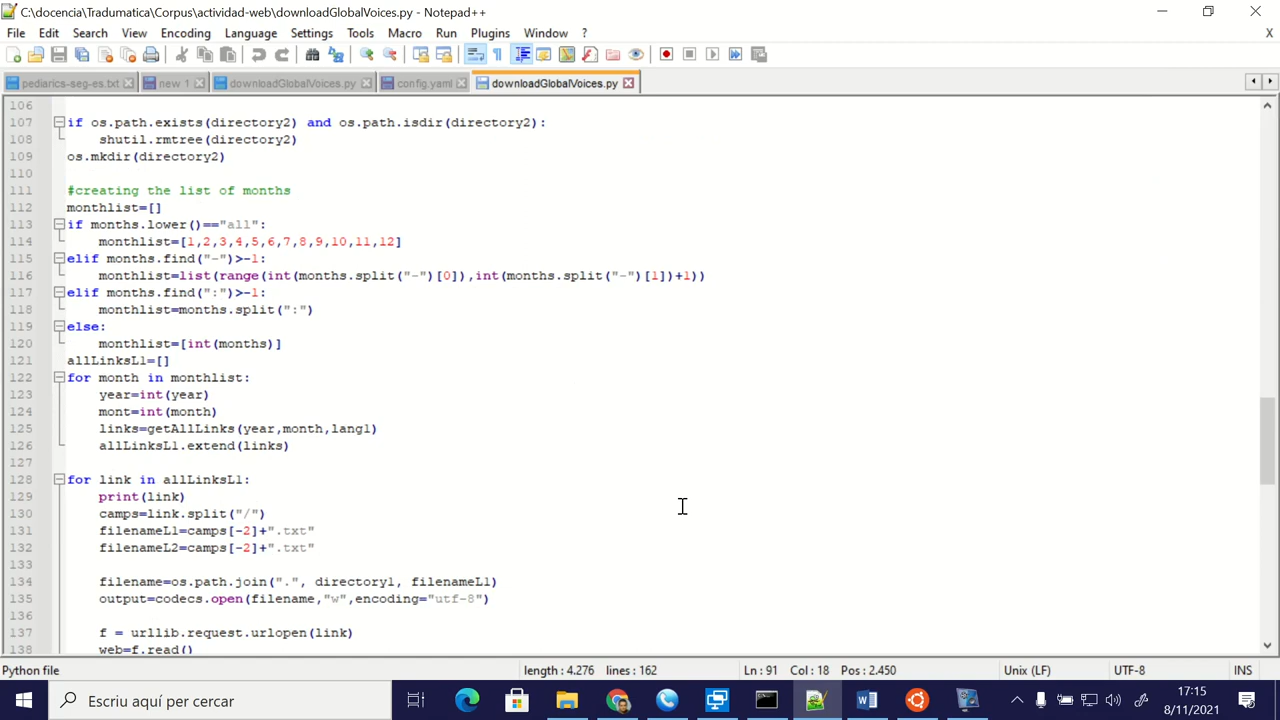 C:\docencia\Tradumatica\Corpus\actividad-web\downloadGlobalVoices.py - Notepad++
File Edit Search View Encoding Language Settings Tools Macro Run Plugins Window ? X
pediarics-seg-es.txt new 1 downloadGlobalVoices.py config.yaml downloadGlobalVoices.py
106
107 if os.path.exists(directory2) and os.path.isdir(directory2):
108 shutil.rmtree(directory2)
109 os.mkdir(directory2)
110
111 #creating the list of months
112 monthlist=[]
113 if months.lower()=="all":
114 monthlist=[1,2,3,4,5,6,7,8,9,10,11,12]
115 elif months.find("-")>-1:
116 monthlist=list(range(int(months.split("-")[0]),int(months.split("-")[1])+1))
117 elif months.find(":")>-1:
118 monthlist=months.split(":")
119 else:
120 monthlist=[int(months)]
121 allLinksL1=[]
122 for month in monthlist:
123 year=int(year)
124 mont=int(month)
125 links=getAllLinks(year,month,lang1)
126 allLinksL1.extend(links)
127
128 for link in allLinksL1:
129 print(link)
130 camps=link.split("/")
131 filenameL1=camps[-2]+".txt"
132 filenameL2=camps[-2]+".txt"
133
134 filename=os.path.join(".", directory1, filenameL1)
135 output=codecs.open(filename,"w",encoding="utf-8")
136
137 f = urllib.request.urlopen(link)
138 web=f.read()
Python file length : 4.276 lines : 162 Ln : 91 Col : 18 Pos : 2.450 Unix (LF) UTF-8 INS
Escriu aquí per cercar
17:15
8/11/2021